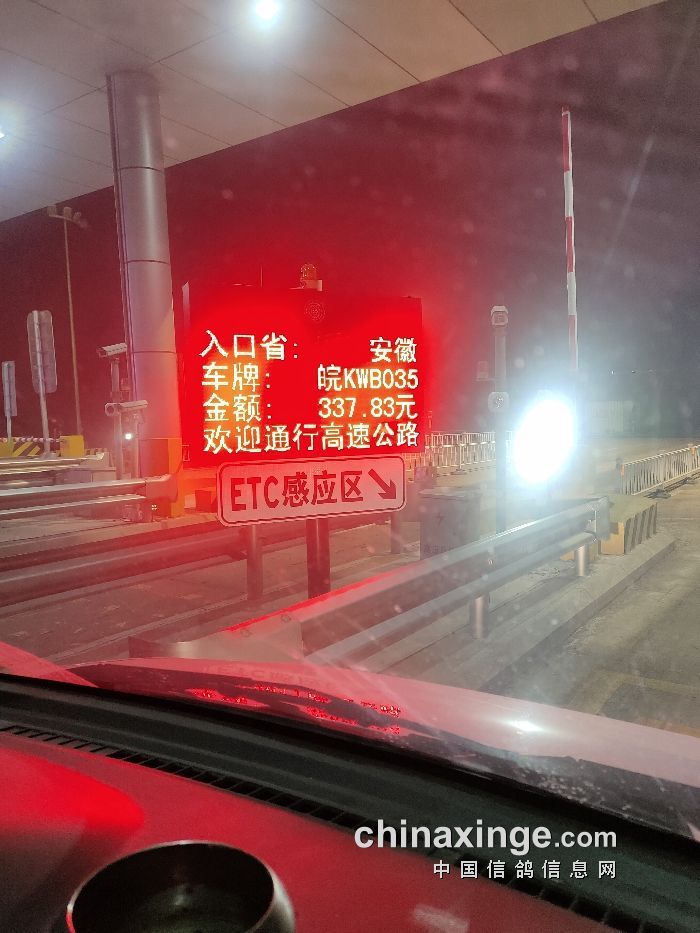 入口省: 安徽
车牌: 皖KWB035
金额: 337.83元
欢迎通行高速公路
ETC感应区
chinaxinge.com
中国信鸽信息网